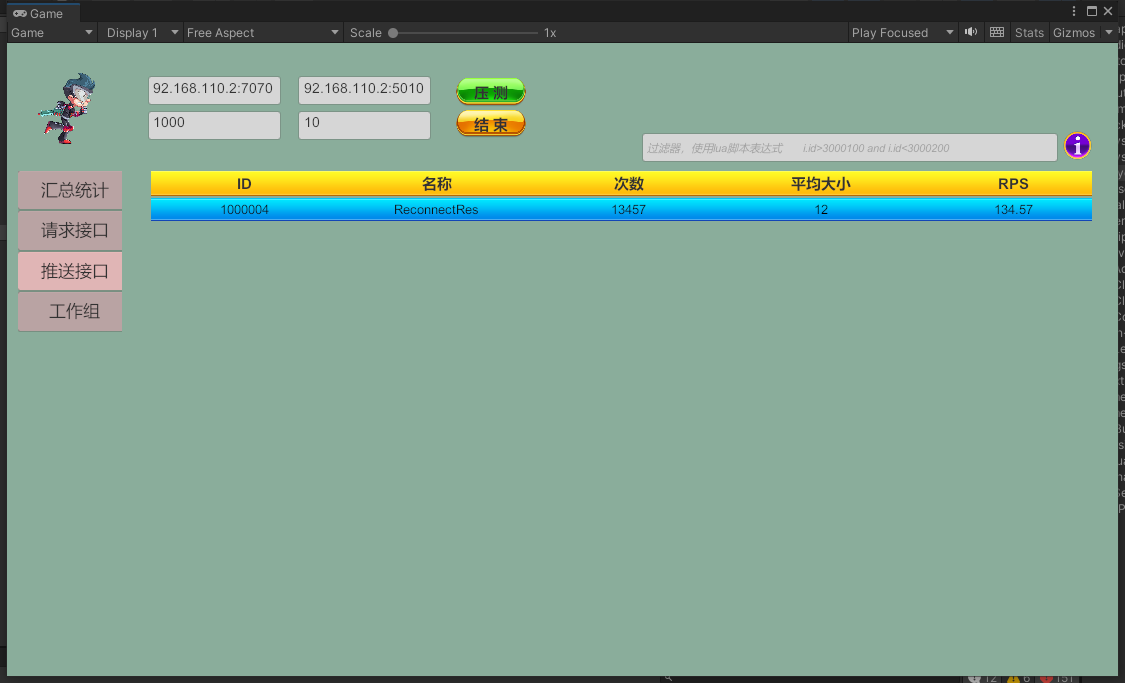 Game
Game Display 1 Free Aspect Scale 1x Play Focused Stats Gizmos
92.168.110.2:7070 92.168.110.2:5010 压 测
1000 10 结 束
过滤器，使用lua脚本表达式 i.id>3000100 and i.id<3000200
汇总统计
请求接口
推送接口
工作组
ID 名称 次数 平均大小 RPS
1000004 ReconnectRes 13457 12 134.57
12 6 151